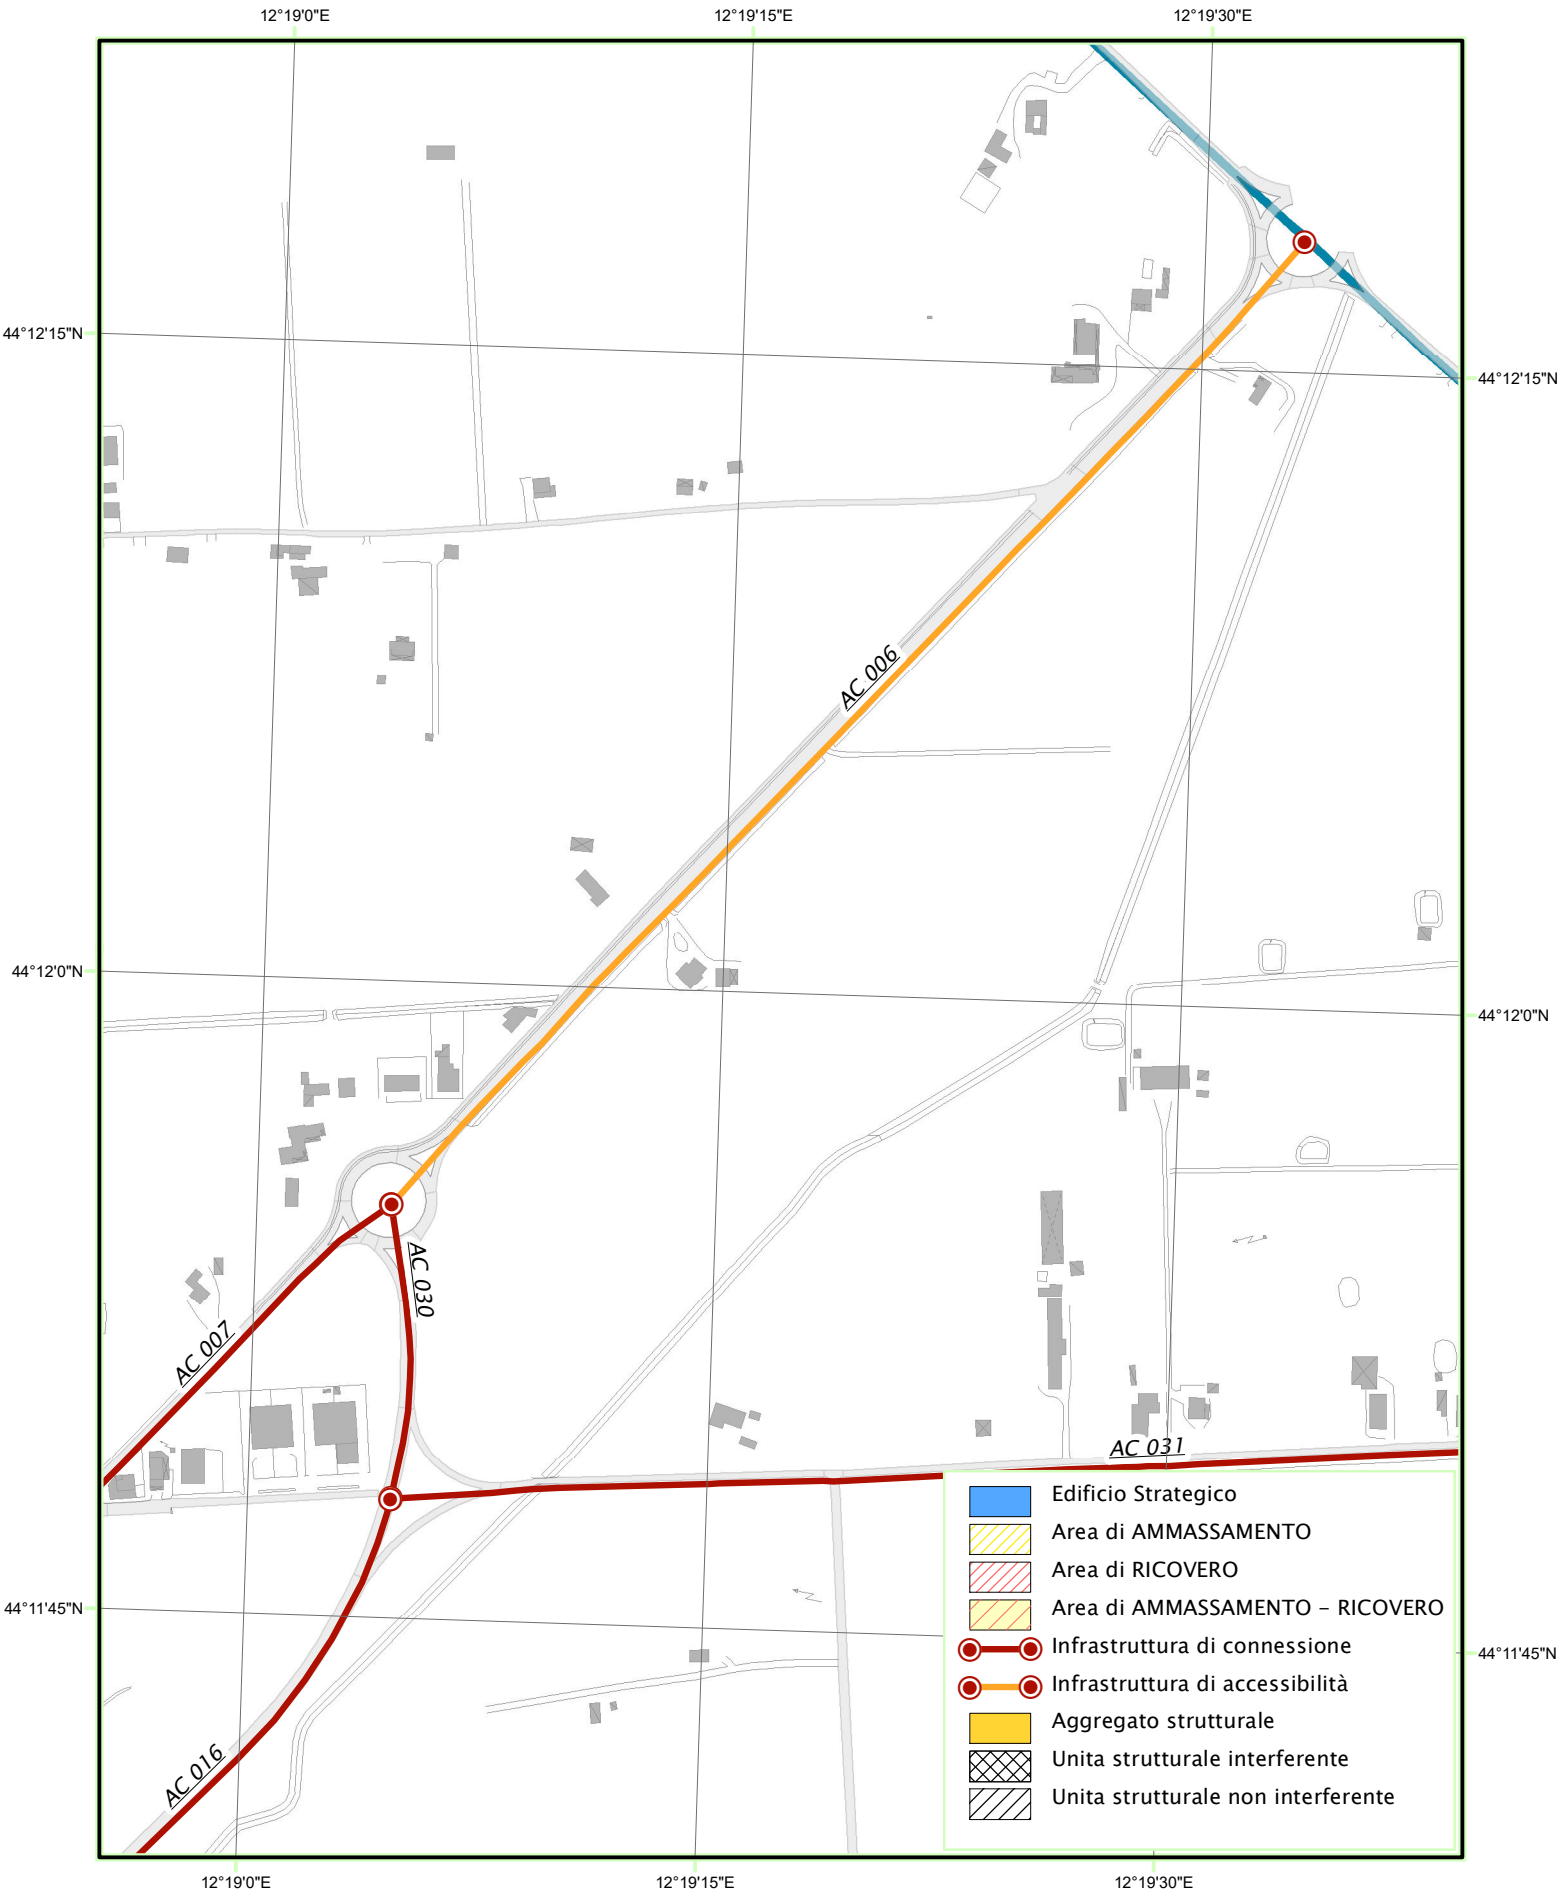 12°19'0"E
12°19'15"E
12°19'30"E
44°12'15"N
44°12'15"N
AC 006
44°12'0"N
44°12'0"N
AC 030
AC 007
AC 031
Edificio Strategico
Area di AMMASSAMENTO
Area di RICOVERO
Area di AMMASSAMENTO - RICOVERO
Infrastruttura di connessione
Infrastruttura di accessibilità
Aggregato strutturale
Unita strutturale interferente
Unita strutturale non interferente
44°11'45"N
44°11'45"N
AC 016
12°19'0"E
12°19'15"E
12°19'30"E